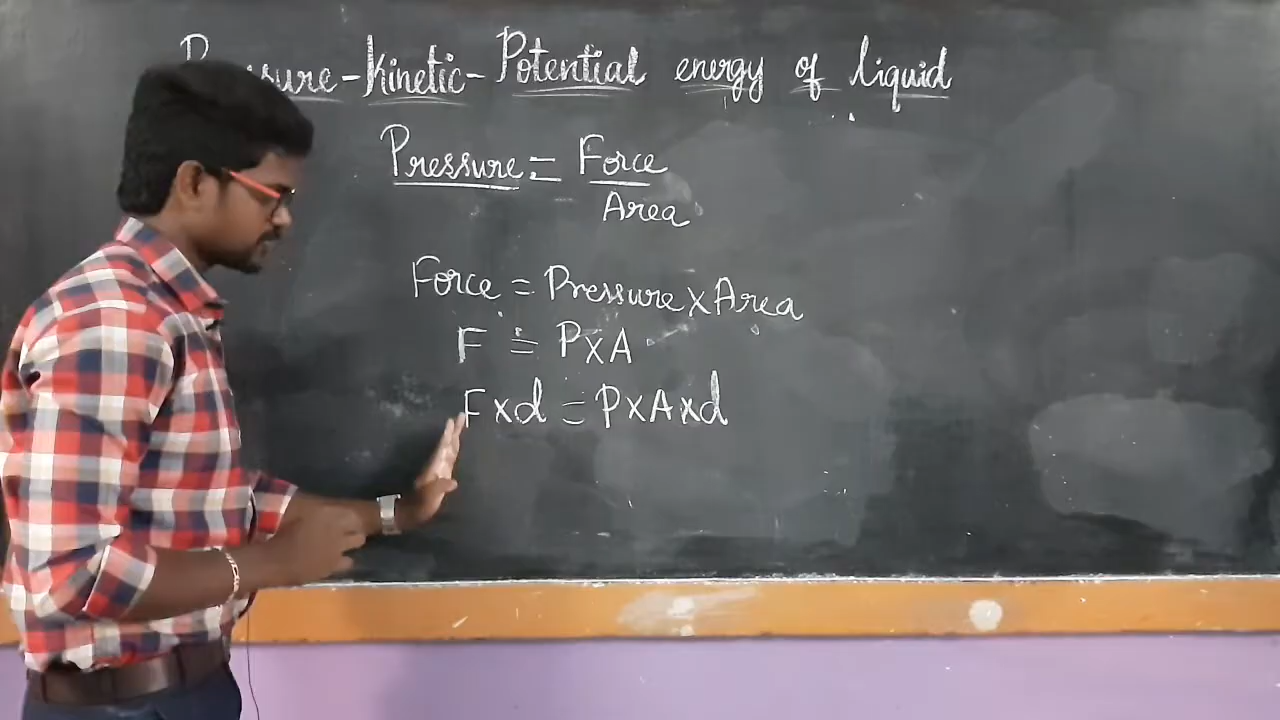 Pressure-Kinetic-Potential energy of liquid
Pressure = Force
Area
Force = Pressure x Area
F = P x A
F x d = P x A x d